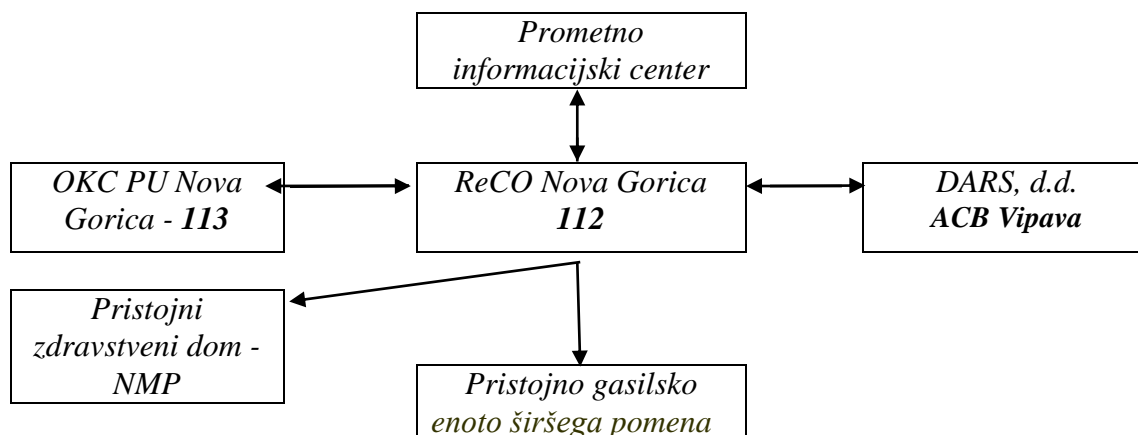 Prometno
informacijski center
OKC PU Nova
Gorica - 113
ReCO Nova Gorica
112
DARS, d.d.
ACB Vipava
Pristojni
zdravstveni dom -
NMP
Pristojno gasilsko
enoto širšega pomena